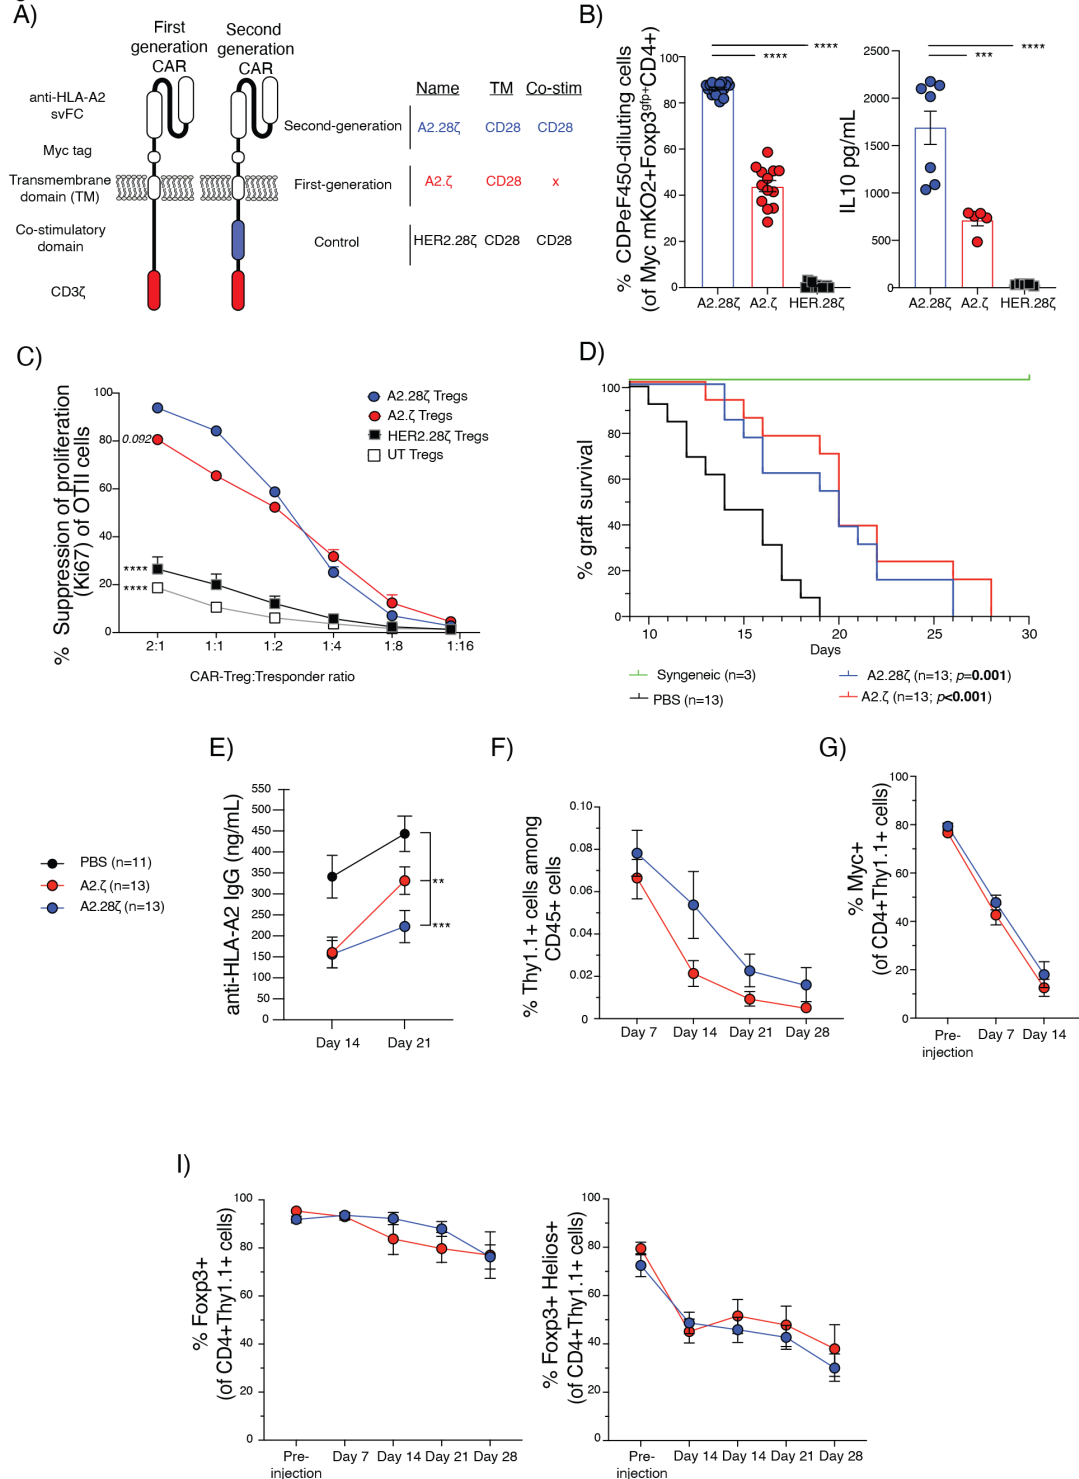 A)
First
generation
CAR
Second
generation
CAR
anti-HLA-A2
svFC
Myc tag
Transmembrane
domain (TM)
Co-stimulatory
domain
CD3ζ
Name TM Co-stim
Second-generation A2.28ζ CD28 CD28
First-generation A2.ζ CD28 x
Control HER2.28ζ CD28 CD28
B)
% CDPeF450-diluting cells
(of Myc mKO2+Foxp3gfp+CD4+)
100
80
60
40
20
0
****
****
A2.28ζ A2.ζ HER.28ζ
IL10 pg/mL
2500
2000
1500
1000
500
0
****
***
A2.28ζ A2.ζ HER.28ζ
C)
% Suppression of proliferation
(Ki67) of OTII cells
100
80
60
40
20
0
0.092
****
****
A2.28ζ Tregs
A2.ζ Tregs
HER2.28ζ Tregs
UT Tregs
2:1 1:1 1:2 1:4 1:8 1:16
CAR-Treg:Tresponder ratio
D)
% graft survival
100
80
60
40
20
0
10 15 20 25 30
Days
Syngeneic (n=3)
PBS (n=13)
A2.28ζ (n=13; p=0.001)
A2.ζ (n=13; p<0.001)
E)
PBS (n=11)
A2.ζ (n=13)
A2.28ζ (n=13)
anti-HLA-A2 IgG (ng/mL)
550
500
450
400
350
300
250
200
150
100
50
0
**
***
Day 14 Day 21
F)
% Thy1.1+ cells among
CD45+ cells
0.10
0.08
0.06
0.04
0.02
0
Day 7 Day 14 Day 21 Day 28
G)
% Myc+
(of CD4+Thy1.1+ cells)
100
80
60
40
20
0
Pre-
injection
Day 7 Day 14
I)
% Foxp3+
(of CD4+Thy1.1+ cells)
100
80
60
40
20
0
Pre-
injection
Day 7 Day 14 Day 21 Day 28
% Foxp3+ Helios+
(of CD4+Thy1.1+ cells)
100
80
60
40
20
0
Pre-
injection
Day 14 Day 14 Day 21 Day 28